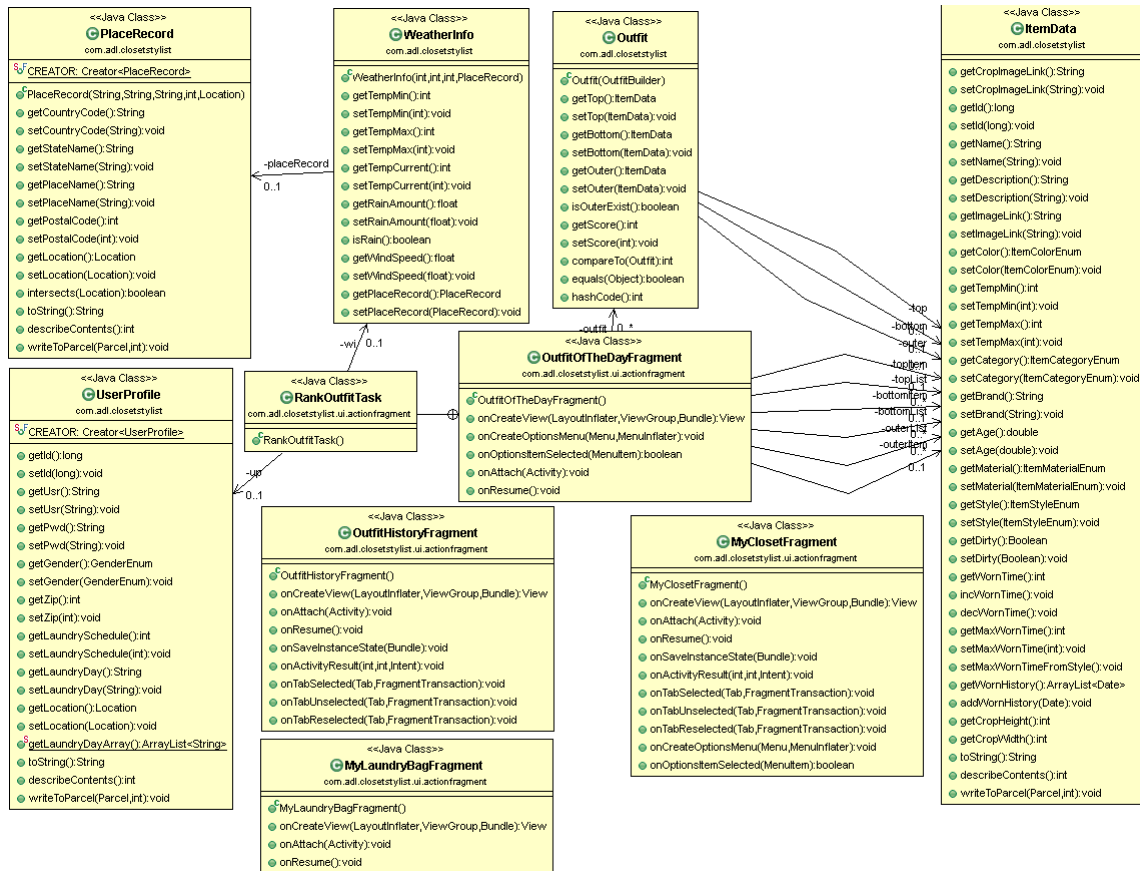 <<Java Class>>
PlaceRecord
com.adl.closetstylist
CREATOR: Creator<PlaceRecord>
PlaceRecord(String,String,String,int,Location)
getCountryCode():String
setCountryCode(String):void
getStateName():String
setStateName(String):void
getPlaceName():String
setPlaceName(String):void
getPostalCode():int
setPostalCode(int):void
getLocation():Location
setLocation(Location):void
intersects(Location):boolean
toString():String
describeContents():int
writeToParcel(Parcel,int):void
<<Java Class>>
WeatherInfo
com.adl.closetstylist
WeatherInfo(int,int,int,PlaceRecord)
getTempMin():int
setTempMin(int):void
getTempMax():int
setTempMax(int):void
getTempCurrent():int
setTempCurrent(int):void
getRainAmount():float
setRainAmount(float):void
isRain():boolean
getWindSpeed():float
setWindSpeed(float):void
getPlaceRecord():PlaceRecord
setPlaceRecord(PlaceRecord):void
<<Java Class>>
Outfit
com.adl.closetstylist
Outfit(OutfitBuilder)
getTop():ItemData
setTop(ItemData):void
getBottom():ItemData
setBottom(ItemData):void
getOuter():ItemData
setOuter(ItemData):void
isOuterExist():boolean
getScore():int
setScore(int):void
compareTo(Outfit):int
equals(Object):boolean
hashCode():int
<<Java Class>>
ItemData
com.adl.closetstylist
getCropImageLink():String
setCropImageLink(String):void
getId():long
setId(long):void
getName():String
setName(String):void
getDescription():String
setDescription(String):void
getImageLink():String
setImageLink(String):void
getColor():ItemColorEnum
setColor(ItemColorEnum):void
getTempMin():int
setTempMin(int):void
getTempMax():int
setTempMax(int):void
getCategory():ItemCategoryEnum
setCategory(ItemCategoryEnum):void
getBrand():String
setBrand(String):void
getAge():double
setAge(double):void
getMaterial():ItemMaterialEnum
setMaterial(ItemMaterialEnum):void
getStyle():ItemStyleEnum
setStyle(ItemStyleEnum):void
getDirty():Boolean
setDirty(Boolean):void
getWornTime():int
incWornTime():void
decWornTime():void
getMaxWornTime():int
setMaxWornTime(int):void
setMaxWornTimeFromStyle():void
getWornHistory():ArrayList<Date>
addWornHistory(Date):void
getCropHeight():int
getCropWidth():int
toString():String
describeContents():int
writeToParcel(Parcel,int):void
-placeRecord
0..1
-wi
0..1
-up
0..1
-outfit
0..*
-top
-bottom
-outer
0..1
-topItem
-topList
-bottomItem
0..*
-bottomList
0..1
-outerList
-outerItem
0..*
0..1
<<Java Class>>
UserProfile
com.adl.closetstylist
CREATOR: Creator<UserProfile>
getId():long
setId(long):void
getUsr():String
setUsr(String):void
getPwd():String
setPwd(String):void
getGender():GenderEnum
setGender(GenderEnum):void
getZip():int
setZip(int):void
getLaundrySchedule():int
setLaundrySchedule(int):void
getLaundryDay():String
setLaundryDay(String):void
getLocation():Location
setLocation(Location):void
getLaundryDayArray():ArrayList<String>
toString():String
describeContents():int
writeToParcel(Parcel,int):void
<<Java Class>>
RankOutfitTask
com.adl.closetstylist.ui.actionfragment
RankOutfitTask()
<<Java Class>>
OutfitOfTheDayFragment
com.adl.closetstylist.ui.actionfragment
OutfitOfTheDayFragment()
onCreateView(LayoutInflater,ViewGroup,Bundle):View
onCreateOptionsMenu(Menu,MenuInflater):void
onOptionsItemSelected(MenuItem):boolean
onAttach(Activity):void
onResume():void
<<Java Class>>
OutfitHistoryFragment
com.adl.closetstylist.ui.actionfragment
OutfitHistoryFragment()
onCreateView(LayoutInflater,ViewGroup,Bundle):View
onAttach(Activity):void
onResume():void
onSaveInstanceState(Bundle):void
onActivityResult(int,int,Intent):void
onTabSelected(Tab,FragmentTransaction):void
onTabUnselected(Tab,FragmentTransaction):void
onTabReselected(Tab,FragmentTransaction):void
<<Java Class>>
MyClosetFragment
com.adl.closetstylist.ui.actionfragment
MyClosetFragment()
onCreateView(LayoutInflater,ViewGroup,Bundle):View
onAttach(Activity):void
onResume():void
onSaveInstanceState(Bundle):void
onActivityResult(int,int,Intent):void
onTabSelected(Tab,FragmentTransaction):void
onTabUnselected(Tab,FragmentTransaction):void
onTabReselected(Tab,FragmentTransaction):void
onCreateOptionsMenu(Menu,MenuInflater):void
onOptionsItemSelected(MenuItem):boolean
<<Java Class>>
MyLaundryBagFragment
com.adl.closetstylist.ui.actionfragment
MyLaundryBagFragment()
onCreateView(LayoutInflater,ViewGroup,Bundle):View
onAttach(Activity):void
onResume():void